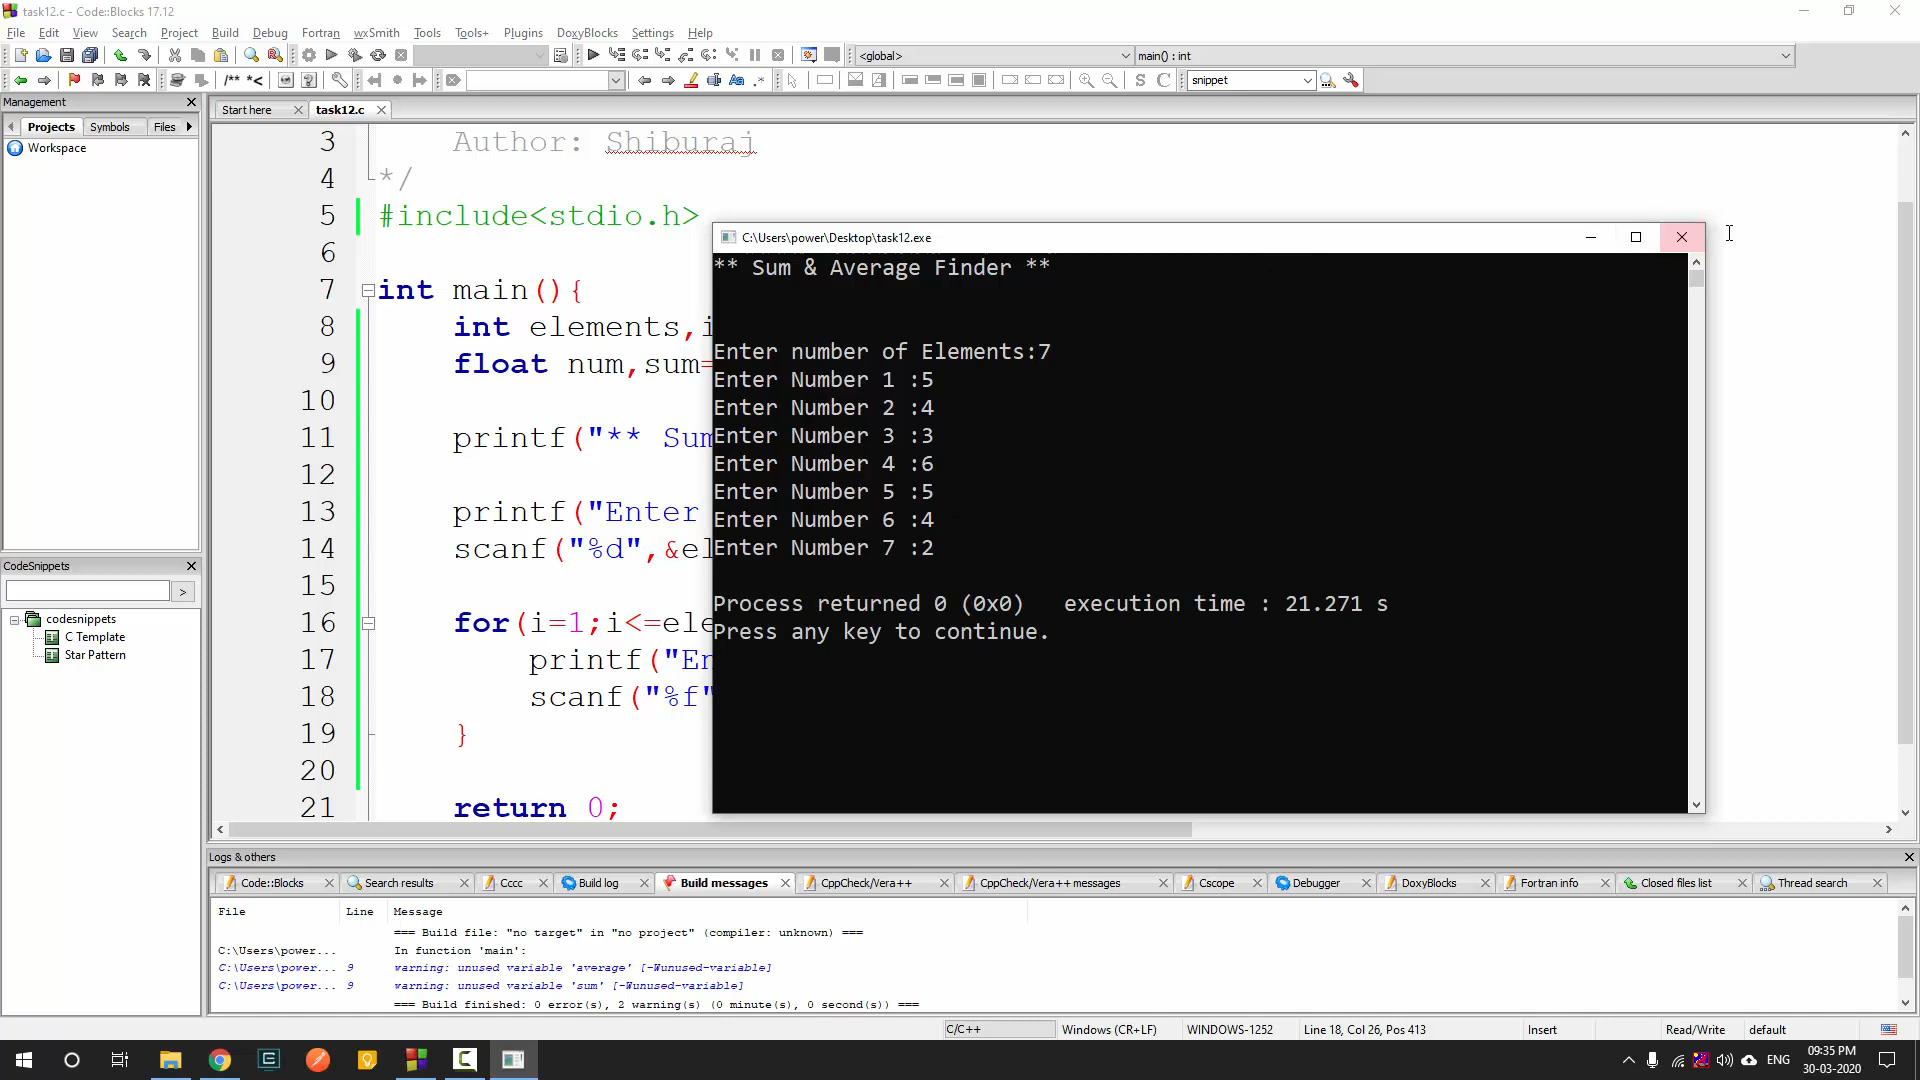 task12.c - Code::Blocks 17.12
File Edit View Search Project Build Debug Fortran wxSmith Tools Tools+ Plugins DoxyBlocks Settings Help
<global> main() : int
/** *< Aa .* S C snippet
Management
Projects Symbols Files
Workspace
CodeSnippets
>
codesnippets
C Template
Star Pattern
Start here task12.c
3 Author: Shiburaj
4 */
5 #include<stdio.h>
6
7 int main(){
8 int elements,i
9 float num,sum=
10
11 printf("** Sum
12
13 printf("Enter
14 scanf("%d",&el
15
16 for(i=1;i<=ele
17 printf("En
18 scanf("%f"
19 }
20
21 return 0;
C:\Users\power\Desktop\task12.exe
** Sum & Average Finder **
Enter number of Elements:7
Enter Number 1 :5
Enter Number 2 :4
Enter Number 3 :3
Enter Number 4 :6
Enter Number 5 :5
Enter Number 6 :4
Enter Number 7 :2
Process returned 0 (0x0) execution time : 21.271 s
Press any key to continue.
Logs & others
Code::Blocks Search results Cccc Build log Build messages CppCheck/Vera++ CppCheck/Vera++ messages Cscope Debugger DoxyBlocks Fortran info Closed files list Thread search
File Line Message
=== Build file: "no target" in "no project" (compiler: unknown) ===
C:\Users\power... In function 'main':
C:\Users\power... 9 warning: unused variable 'average' [-Wunused-variable]
C:\Users\power... 9 warning: unused variable 'sum' [-Wunused-variable]
=== Build finished: 0 error(s), 2 warning(s) (0 minute(s), 0 second(s)) ===
C/C++ Windows (CR+LF) WINDOWS-1252 Line 18, Col 26, Pos 413 Insert Read/Write default
ENG
09:35 PM
30-03-2020